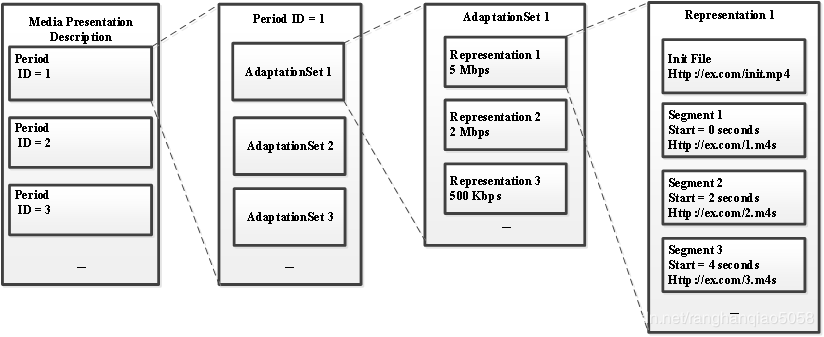 Media Presentation
Description
Period
ID = 1
Period
ID = 2
Period
ID = 3
...
Period ID = 1
AdaptationSet 1
AdaptationSet 2
AdaptationSet 3
...
AdaptationSet 1
Representation 1
5 Mbps
Representation 2
2 Mbps
Representation 3
500 Kbps
...
Representation 1
Init File
Http://ex.com/init.mp4
Segment 1
Start = 0 seconds
Http://ex.com/1.m4s
Segment 2
Start = 2 seconds
Http://ex.com/2.m4s
Segment 3
Start = 4 seconds
Http://ex.com/3.m4s
...